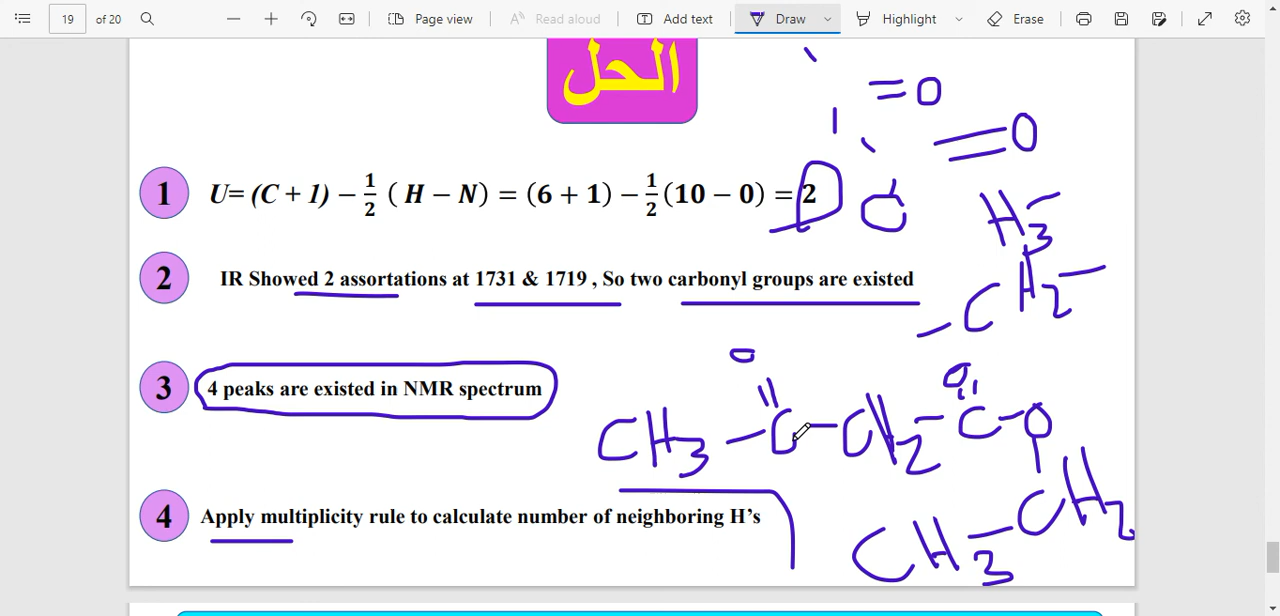 19 of 20 Page view Read aloud Add text Draw Highlight Erase
الحل
= O
= O
1 U= (C + 1) − 1/2 ( H − N) = (6 + 1) − 1/2 (10 − 0) = 2
H3
2 IR Showed 2 assortations at 1731 & 1719 , So two carbonyl groups are existed
– CH2 –
3 4 peaks are existed in NMR spectrum
O O
CH3 – C – CH2 – C – O
CH3 – CH2
4 Apply multiplicity rule to calculate number of neighboring H’s